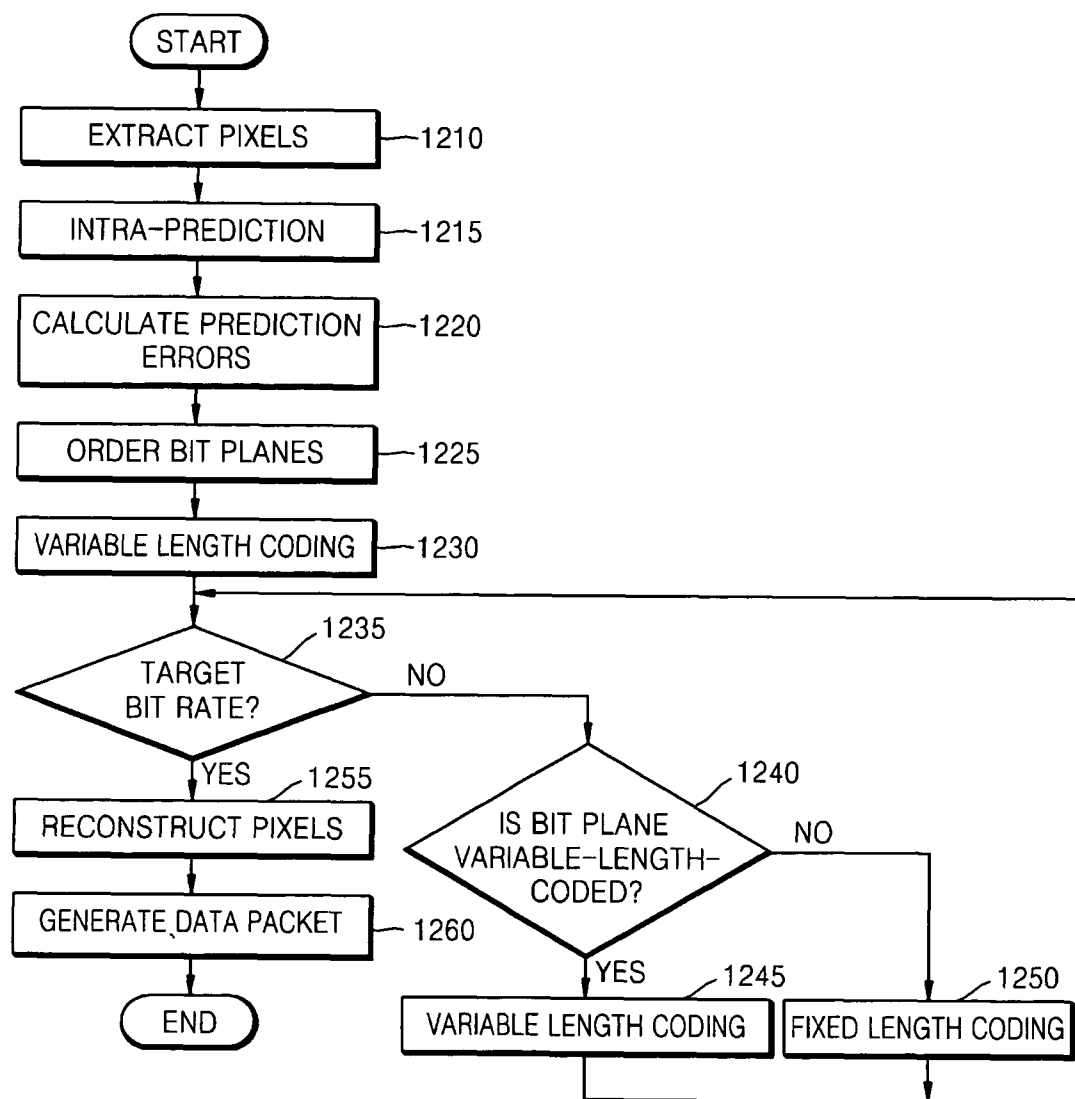 START
EXTRACT PIXELS
1210
INTRA-PREDICTION
1215
CALCULATE PREDICTION
ERRORS
1220
ORDER BIT PLANES
1225
VARIABLE LENGTH CODING
1230
1235
TARGET
BIT RATE?
NO
YES
1255
RECONSTRUCT PIXELS
GENERATE DATA PACKET
1260
END
1240
IS BIT PLANE
VARIABLE-LENGTH-
CODED?
NO
YES
1245
VARIABLE LENGTH CODING
1250
FIXED LENGTH CODING